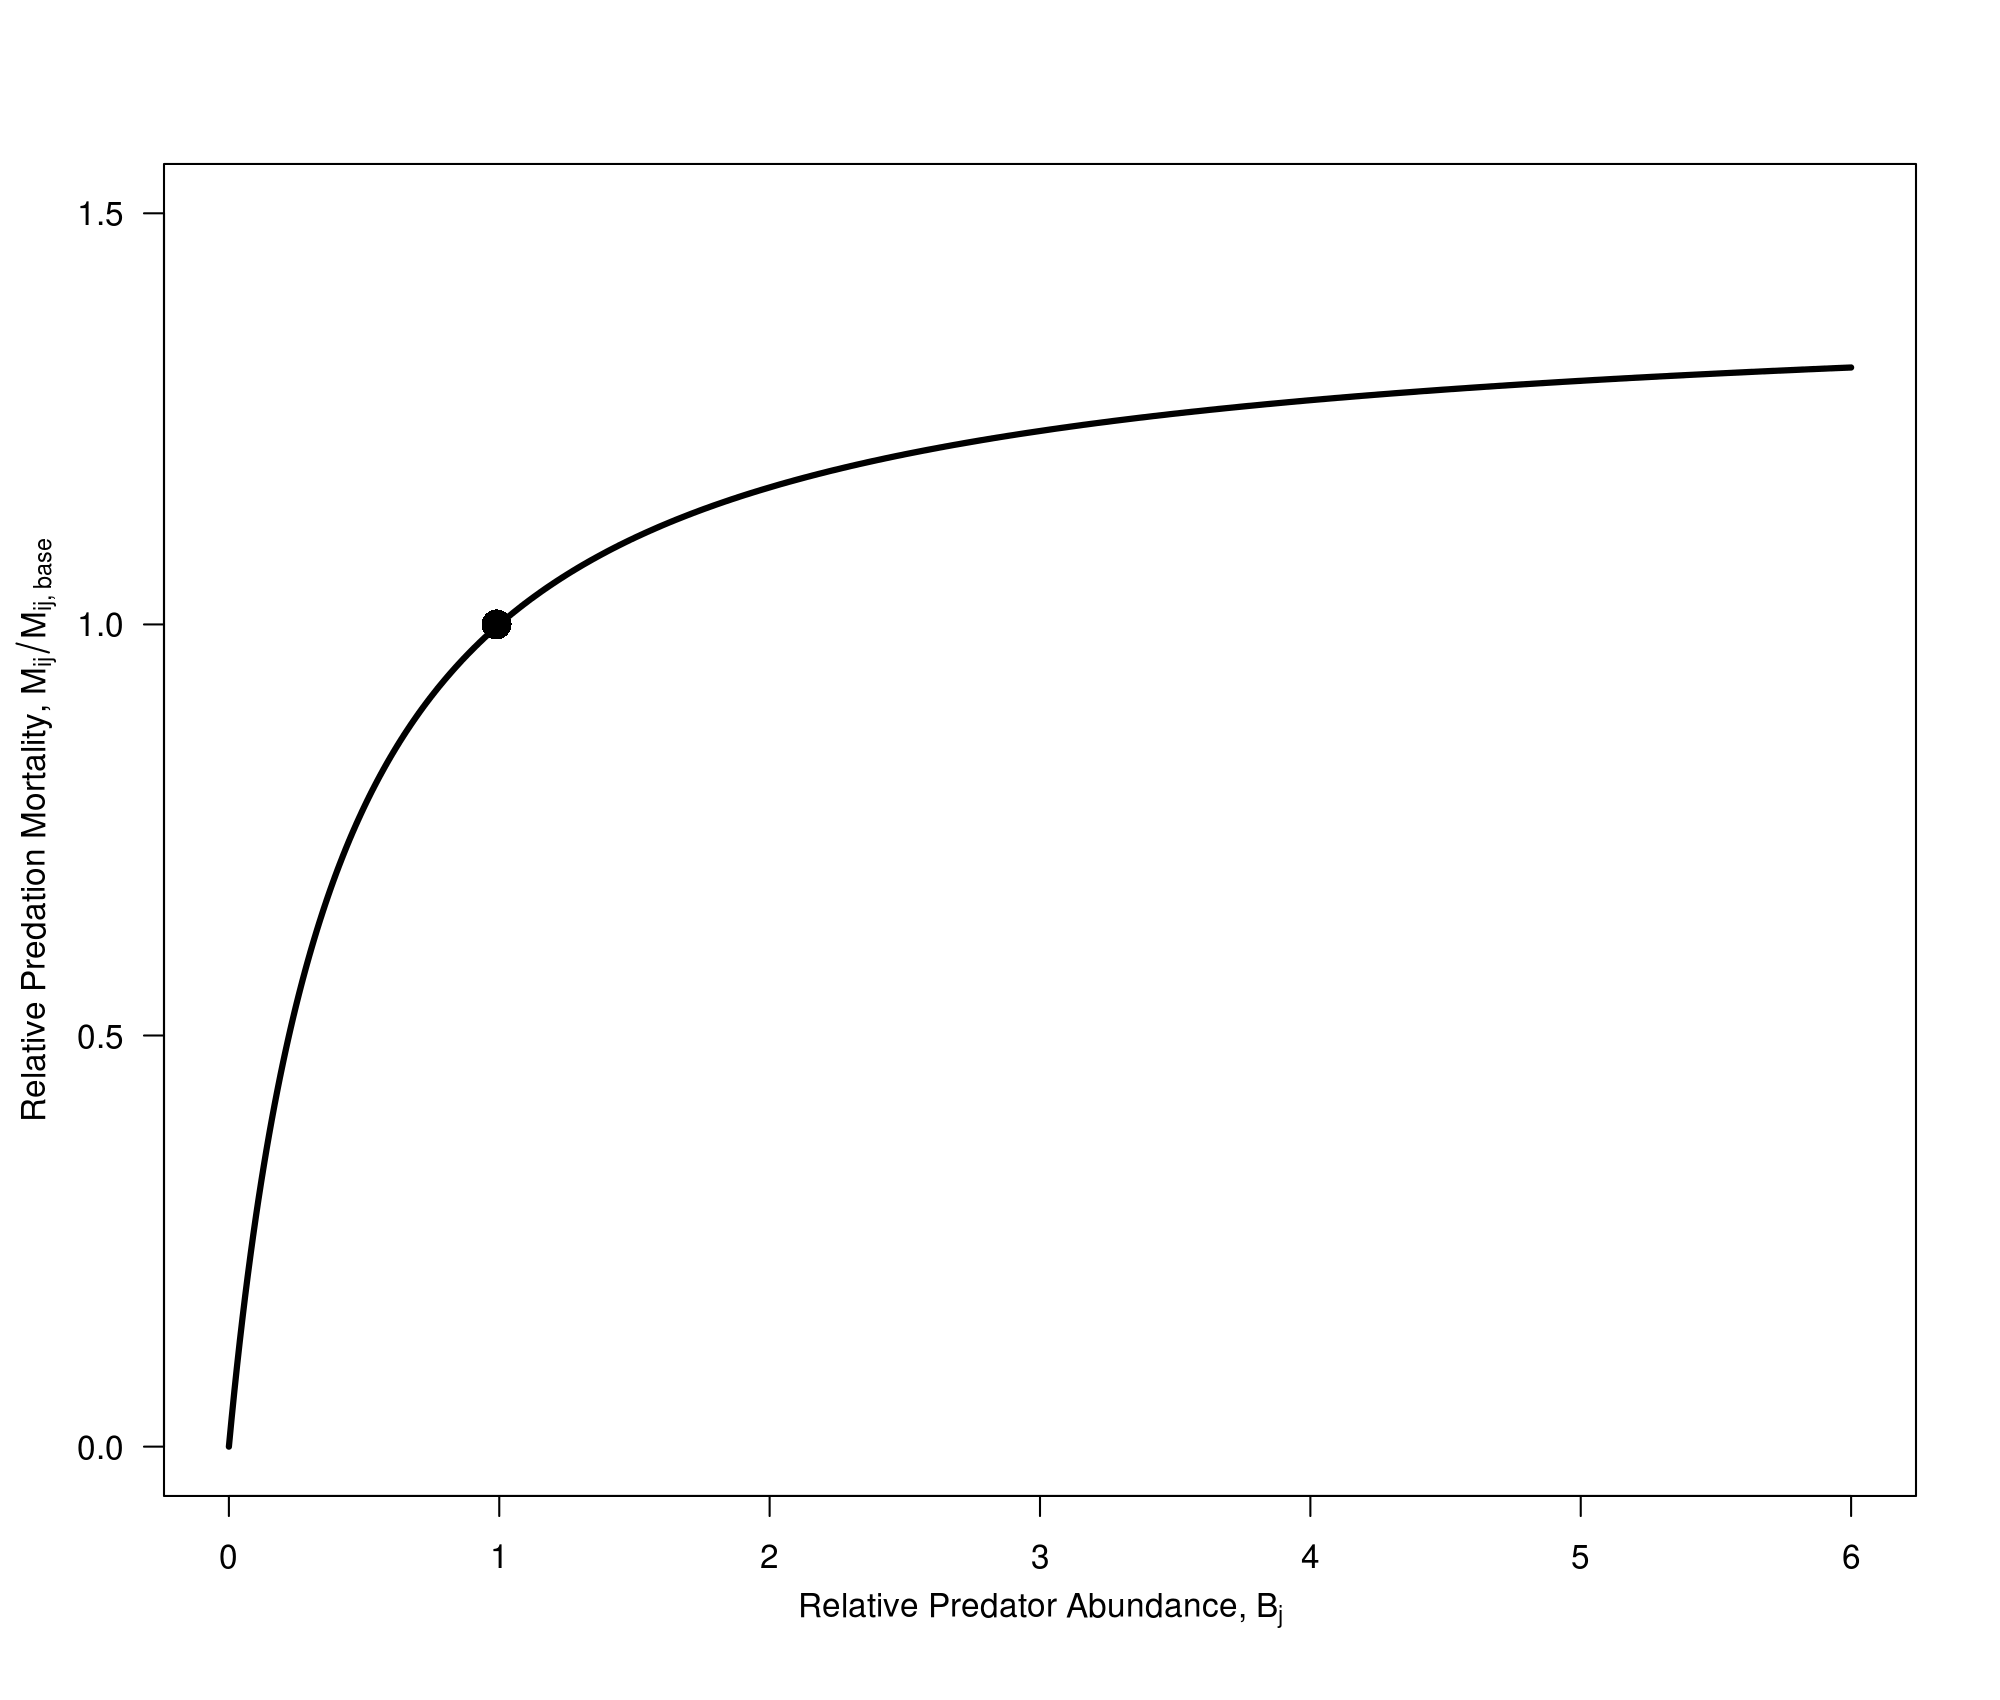 1.5
1.0
0.5
0.0
Relative Predation Mortality, Mij/Mij, base
0 1 2 3 4 5 6
Relative Predator Abundance, Bj